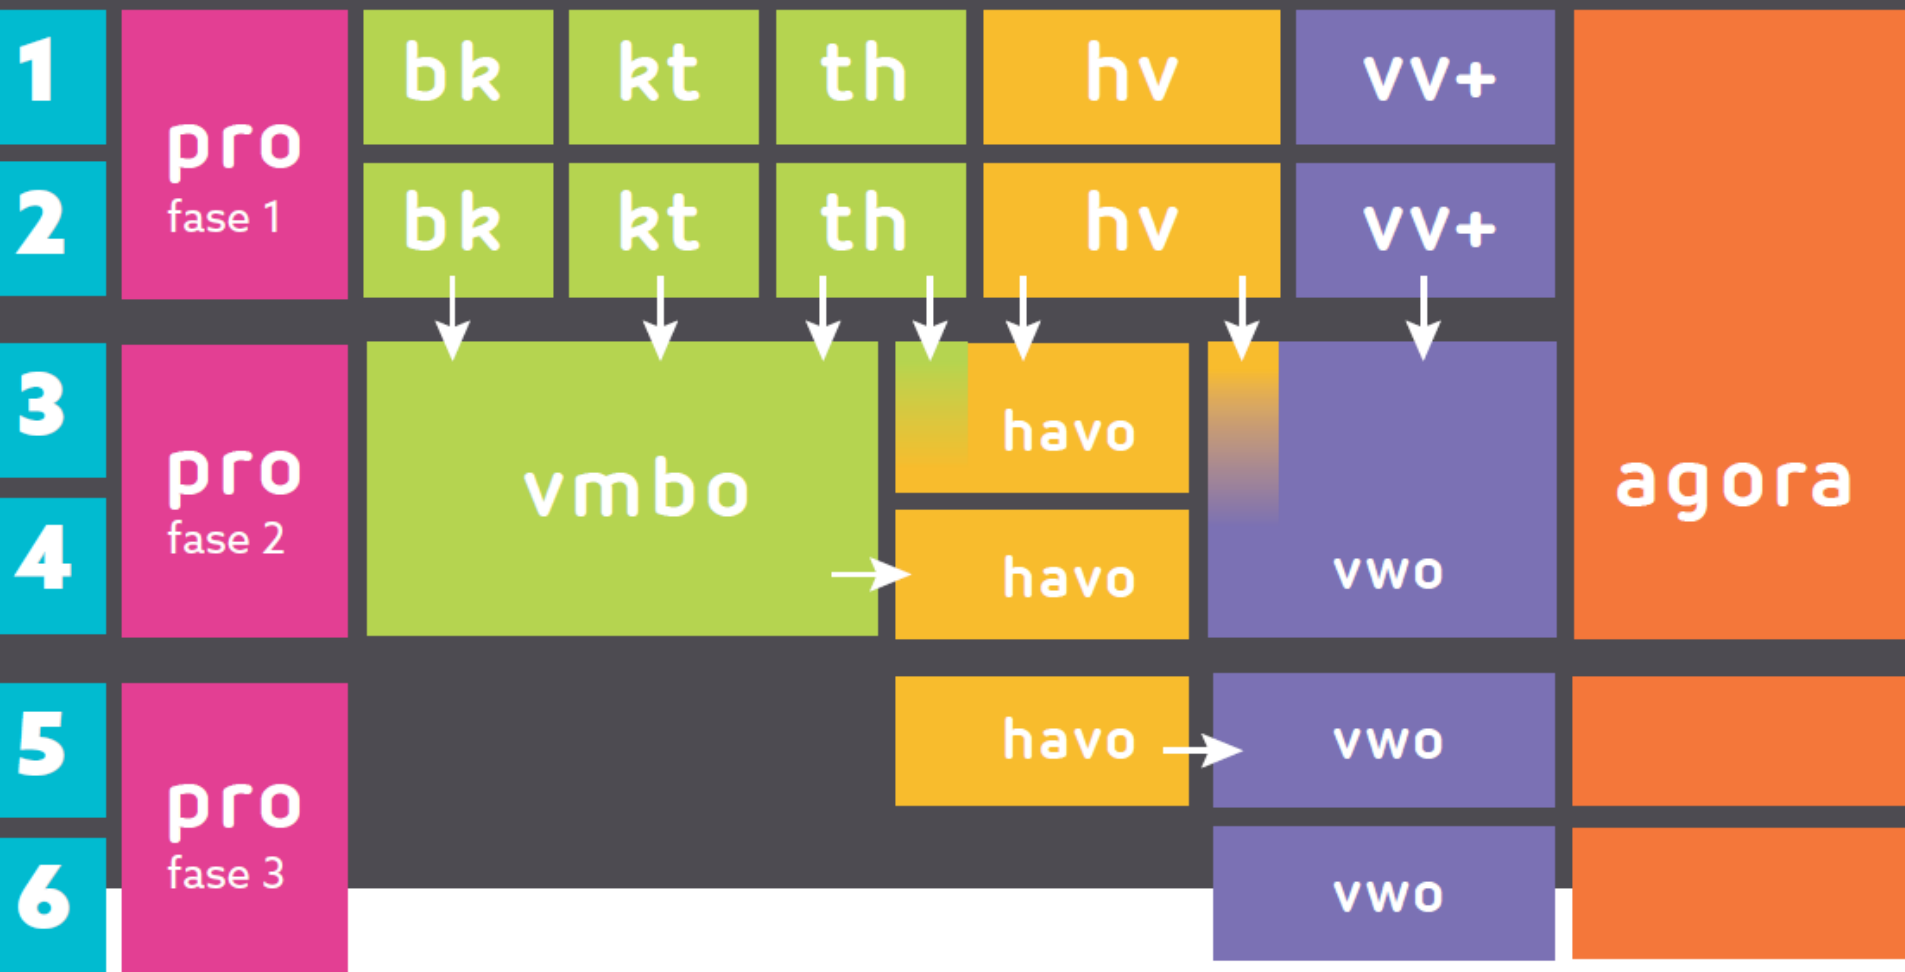 1
pro
fase 1
bk
kt
th
hv
vv+
2
bk
kt
th
hv
vv+
3
pro
fase 2
vmbo
havo
agora
4
havo
vwo
5
pro
fase 3
havo
vwo
6
vwo